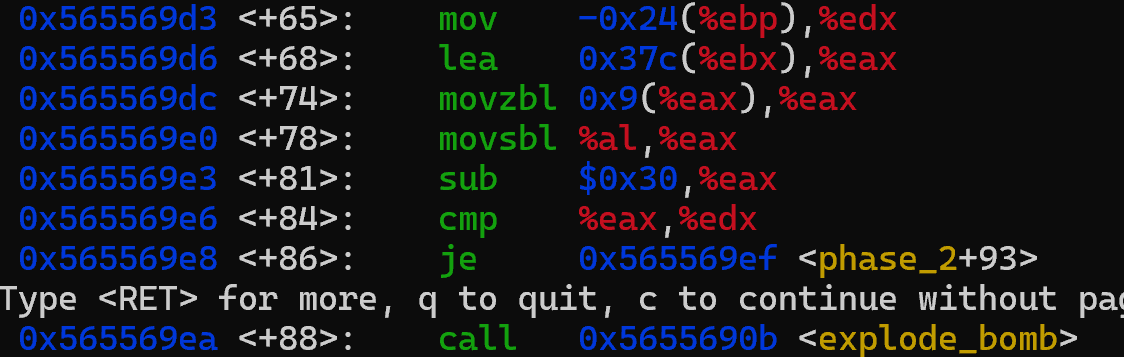 0x565569d3 <+65>: mov -0x24(%ebp),%edx
0x565569d6 <+68>: lea 0x37c(%ebx),%eax
0x565569dc <+74>: movzbl 0x9(%eax),%eax
0x565569e0 <+78>: movsbl %al,%eax
0x565569e3 <+81>: sub $0x30,%eax
0x565569e6 <+84>: cmp %eax,%edx
0x565569e8 <+86>: je 0x565569ef <phase_2+93>
Type <RET> for more, q to quit, c to continue without pag
0x565569ea <+88>: call 0x5655690b <explode_bomb>